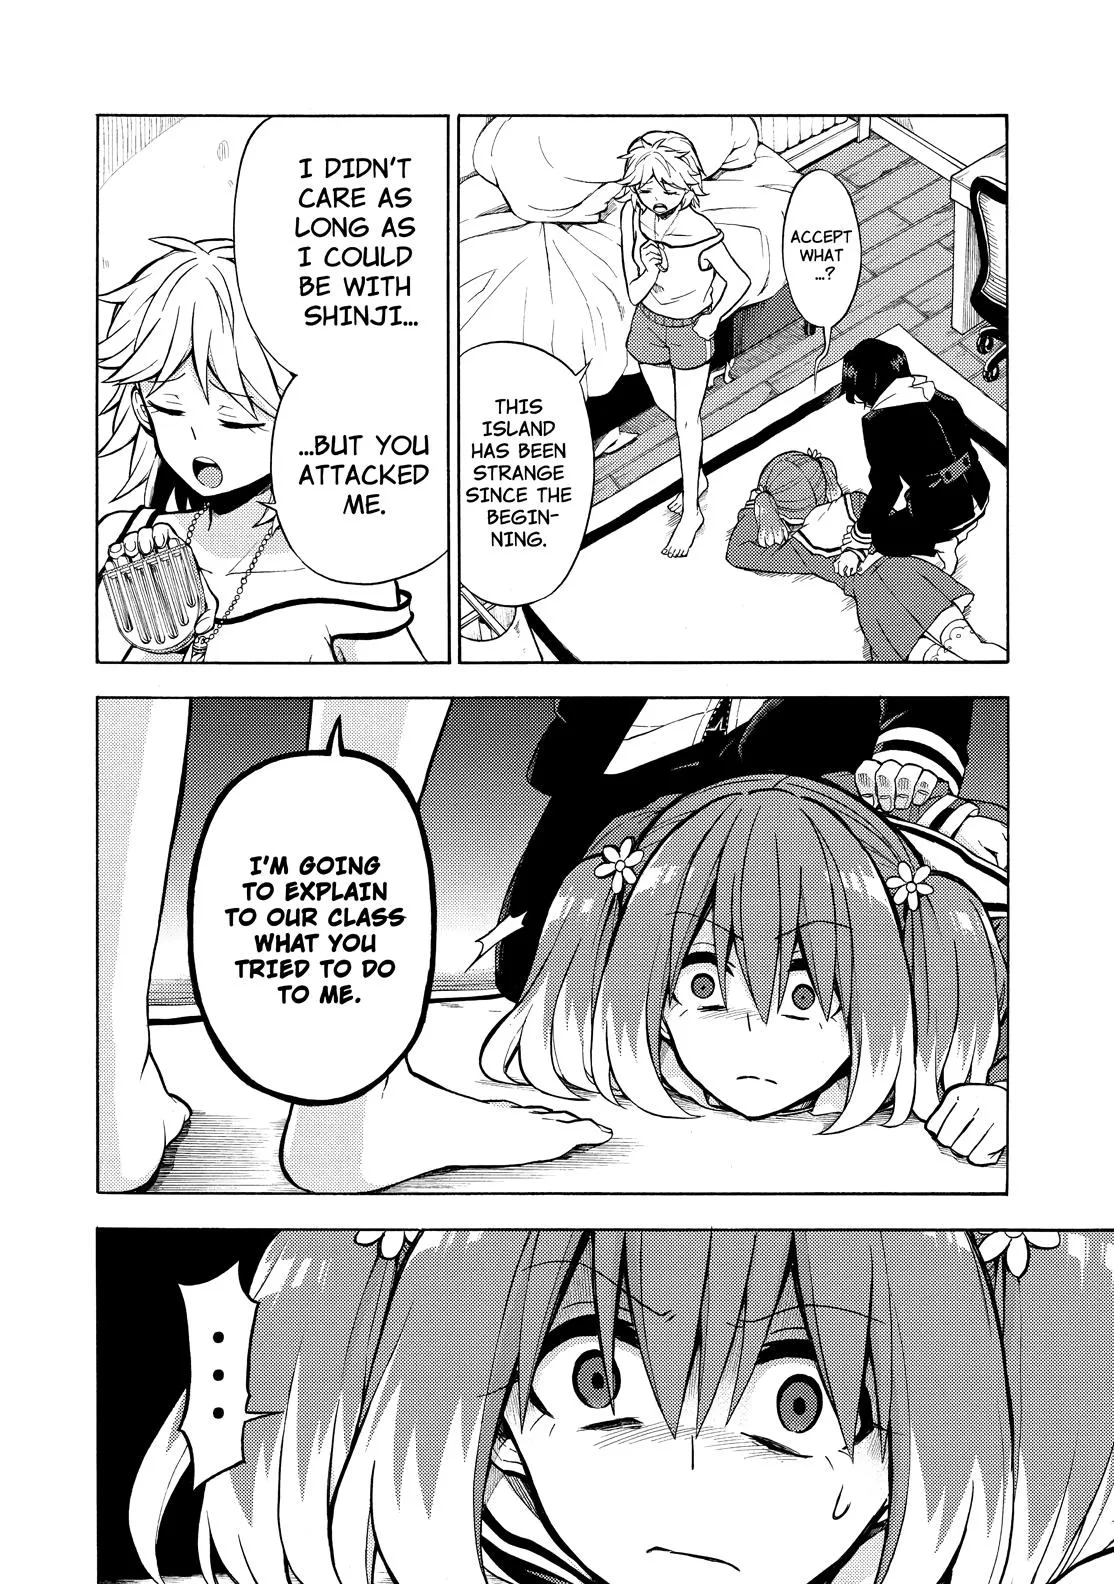 ACCEPT
WHAT
...?
THIS
ISLAND
HAS BEEN
STRANGE
SINCE THE
BEGIN-
NING.
I DIDN'T
CARE AS
LONG AS
I COULD
BE WITH
SHINJI...
...BUT YOU
ATTACKED
ME.
I'M GOING
TO EXPLAIN
TO OUR CLASS
WHAT YOU
TRIED TO DO
TO ME.
...